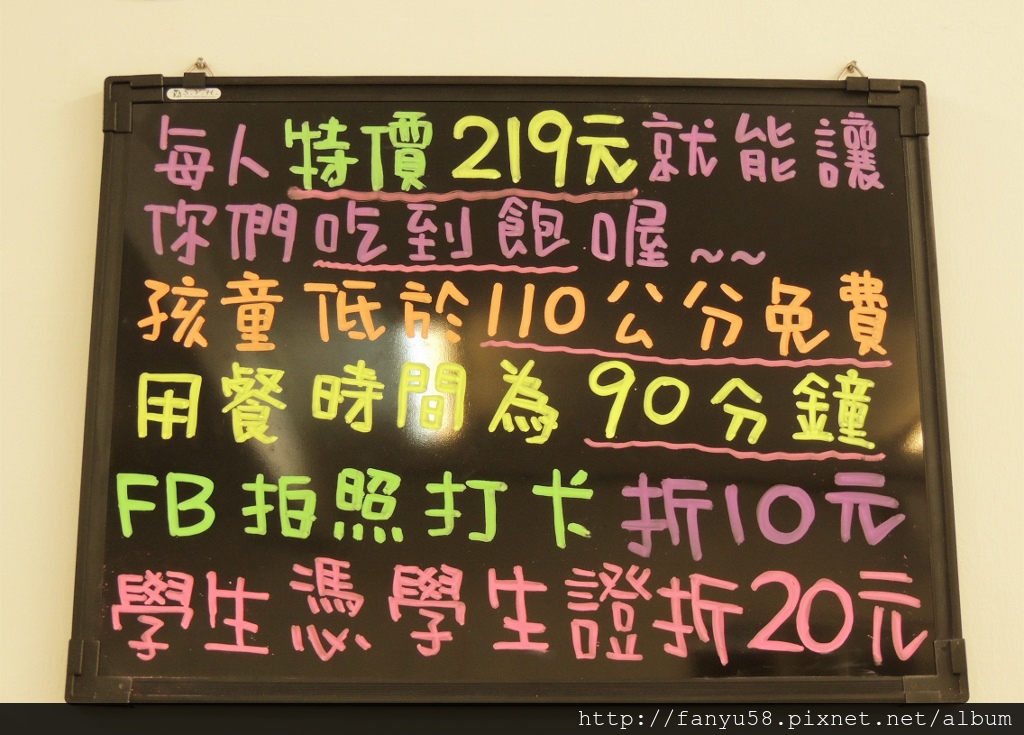 每人特價219元就能讓
你們吃到飽喔~~
孩童低於110公分免費
用餐時間為90分鐘
FB拍照打卡折10元
學生憑學生證折20元
http://fanyu58.pixnet.net/album